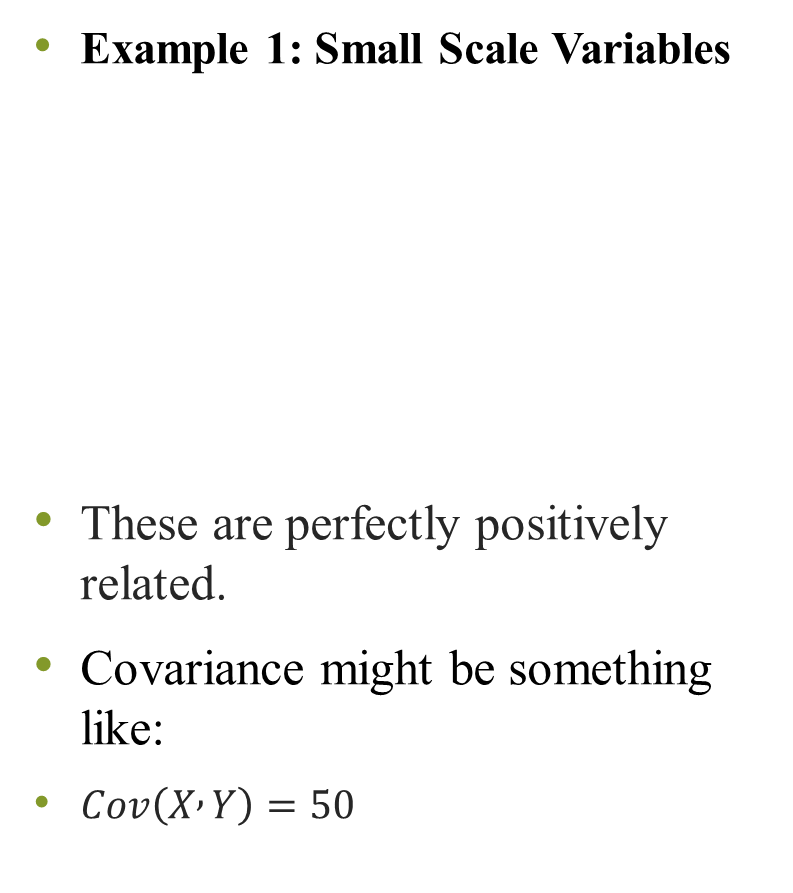 • Example 1: Small Scale Variables
• These are perfectly positively
related.
• Covariance might be something
like:
• 𝐶𝑜𝑣(𝑋,𝑌) = 50